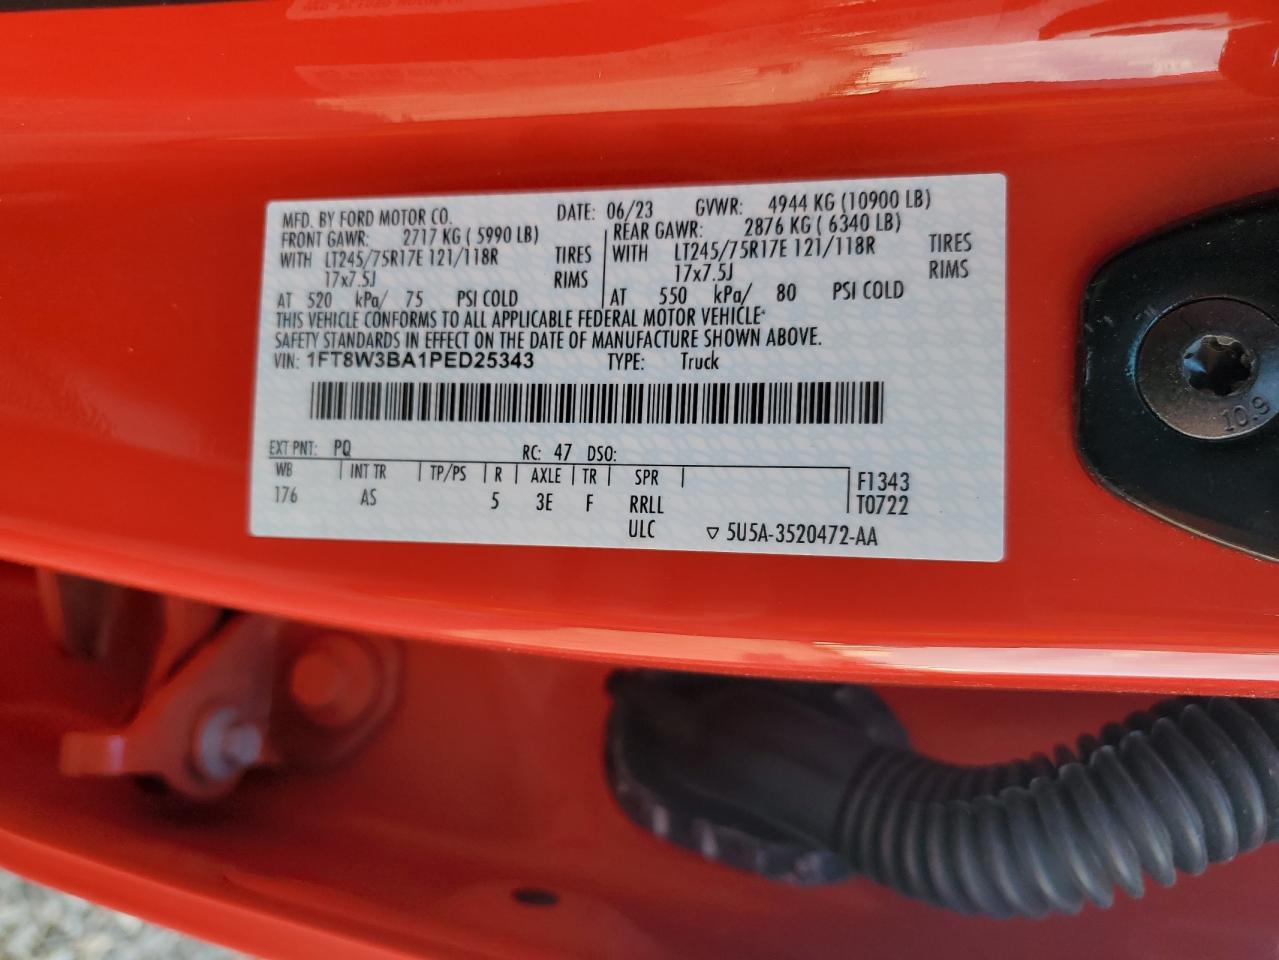 MFD. BY FORD MOTOR CO. DATE: 06/23 GVWR: 4944 KG (10900 LB)
FRONT GAWR: 2717 KG ( 5990 LB) REAR GAWR: 2876 KG ( 6340 LB)
WITH LT245/75R17E 121/118R TIRES WITH LT245/75R17E 121/118R TIRES
17x7.5J RIMS 17x7.5J RIMS
AT 520 kPa/ 75 PSI COLD AT 550 kPa/ 80 PSI COLD
THIS VEHICLE CONFORMS TO ALL APPLICABLE FEDERAL MOTOR VEHICLE
SAFETY STANDARDS IN EFFECT ON THE DATE OF MANUFACTURE SHOWN ABOVE.
VIN: 1FT8W3BA1PED25343 TYPE: Truck
EXT PNT: PQ RC: 47 DSO:
WB INT TR TP/PS R AXLE TR SPR F1343
176 AS 5 3E F RRLL T0722
ULC ▽ 5U5A-3520472-AA
10.9